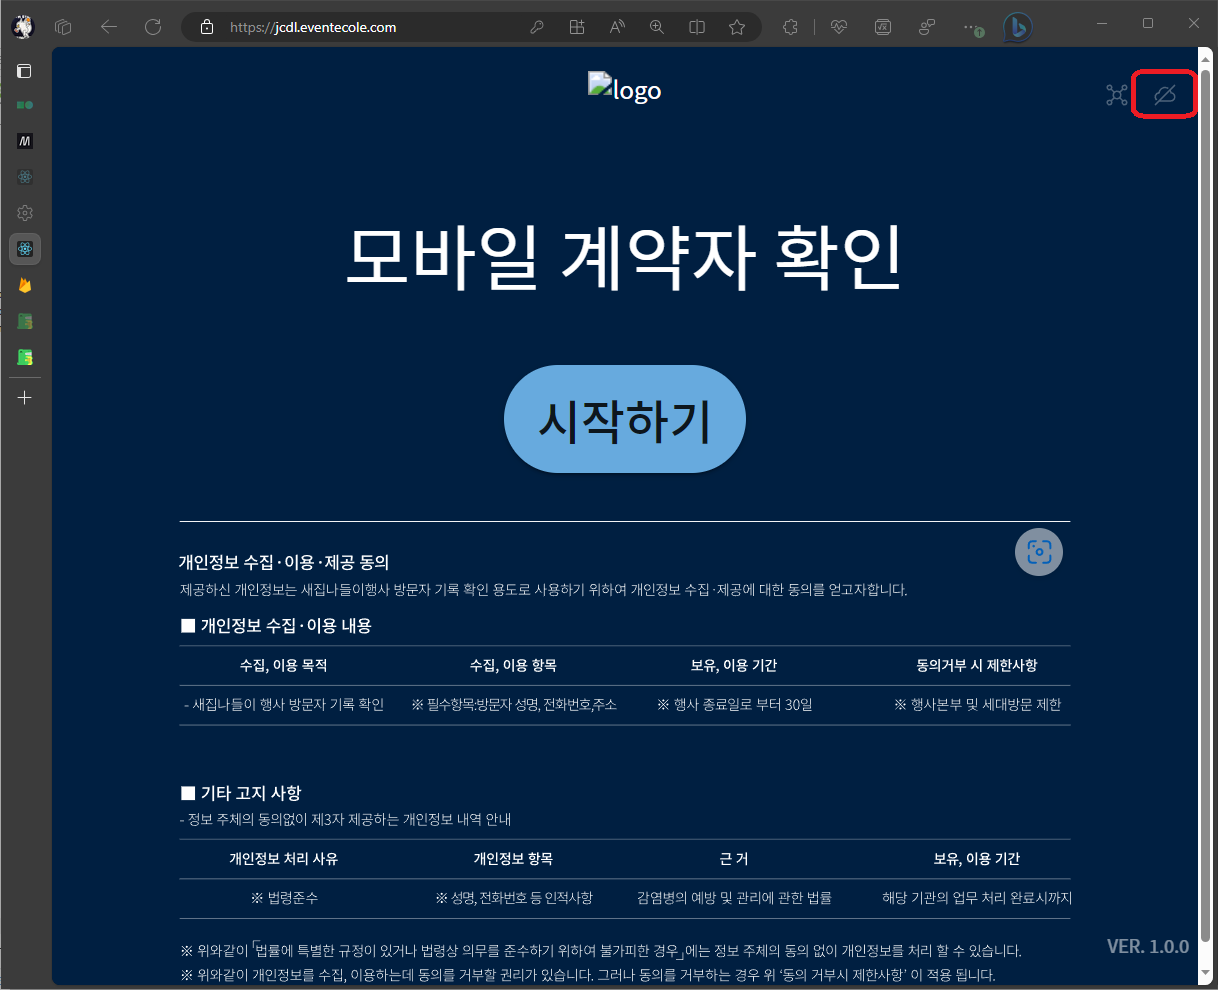 https://jcdl.eventecole.com
logo
모바일 계약자 확인
시작하기
개인정보 수집·이용·제공 동의
제공하신 개인정보는 새집나들이행사 방문자 기록 확인 용도로 사용하기 위하여 개인정보 수집·제공에 대한 동의를 얻고자합니다.
■ 개인정보 수집·이용 내용
수집, 이용 목적 수집, 이용 항목 보유, 이용 기간 동의거부 시 제한사항
- 새집나들이 행사 방문자 기록 확인 ※ 필수항목:방문자 성명, 전화번호,주소 ※ 행사 종료일로 부터 30일 ※ 행사본부 및 세대방문 제한
■ 기타 고지 사항
- 정보 주체의 동의없이 제3자 제공하는 개인정보 내역 안내
개인정보 처리 사유 개인정보 항목 근 거 보유, 이용 기간
※ 법령준수 ※ 성명, 전화번호 등 인적사항 감염병의 예방 및 관리에 관한 법률 해당 기관의 업무 처리 완료시까지
※ 위와같이 「법률에 특별한 규정이 있거나 법령상 의무를 준수하기 위하여 불가피한 경우」에는 정보 주체의 동의 없이 개인정보를 처리 할 수 있습니다.
VER. 1.0.0
※ 위와같이 개인정보를 수집, 이용하는데 동의를 거부할 권리가 있습니다. 그러나 동의를 거부하는 경우 위 ‘동의 거부시 제한사항’ 이 적용 됩니다.